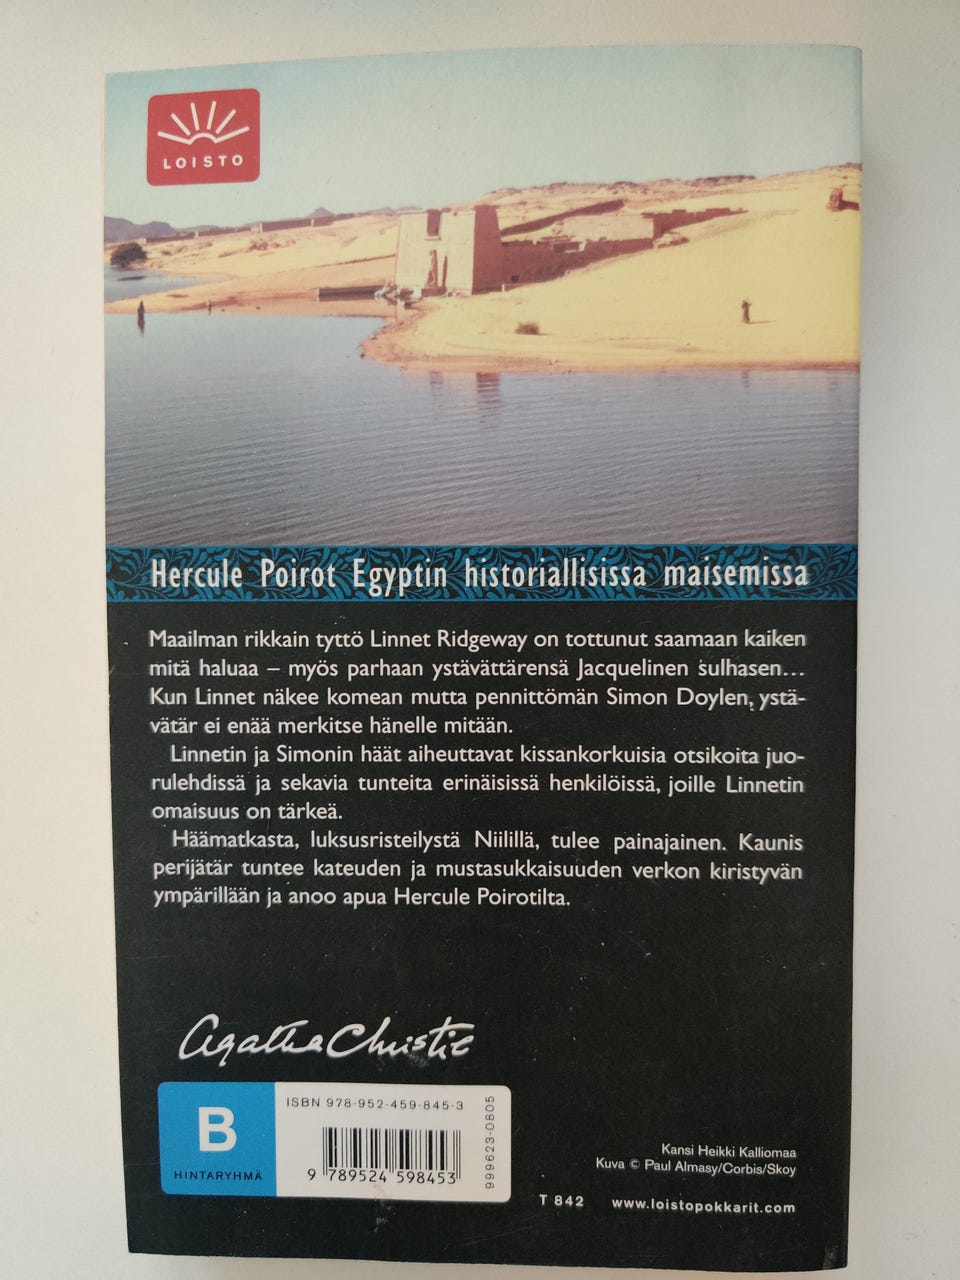 LOISTO
Hercule Poirot Egyptin historiallisissa maisemissa
Maailman rikkain tyttö Linnet Ridgeway on tottunut saamaan kaiken
mitä haluaa – myös parhaan ystävättärensä Jacquelinen sulhasen...
Kun Linnet näkee komean mutta pennittömän Simon Doylen, ystä-
vätär ei enää merkitse hänelle mitään.
Linnetin ja Simonin häät aiheuttavat kissankorkuisia otsikoita juo-
rulehdissä ja sekavia tunteita erinäisissä henkilöissä, joille Linnetin
omaisuus on tärkeä.
Häämatkasta, luksusristeilystä Niilillä, tulee painajainen. Kaunis
perijätär tuntee kateuden ja mustasukkaisuuden verkon kiristyvän
ympärillään ja anoo apua Hercule Poirotilta.
Agatha Christie
B
HINTARYHMÄ
ISBN 978-952-459-845-3
9 789524 598453
999623-0805
Kansi Heikki Kalliomaa
Kuva © Paul Almasy/Corbis/Skoy
T 842 www.loistopokkarit.com